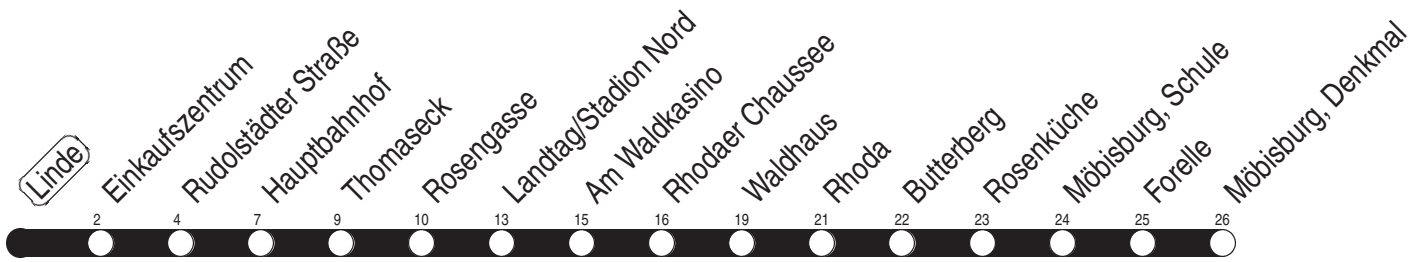 Linde
Einkaufszentrum
Rudolstädter Straße
Hauptbahnhof
Thomaseck
Rosengasse
Landtag/Stadion Nord
Am Waldkasino
Rhodaer Chaussee
Waldhaus
Rhoda
Butterberg
Rosenküche
Möbisburg, Schule
Forelle
Möbisburg, Denkmal
2 4 7 9 10 13 15 16 19 21 22 23 24 25 26